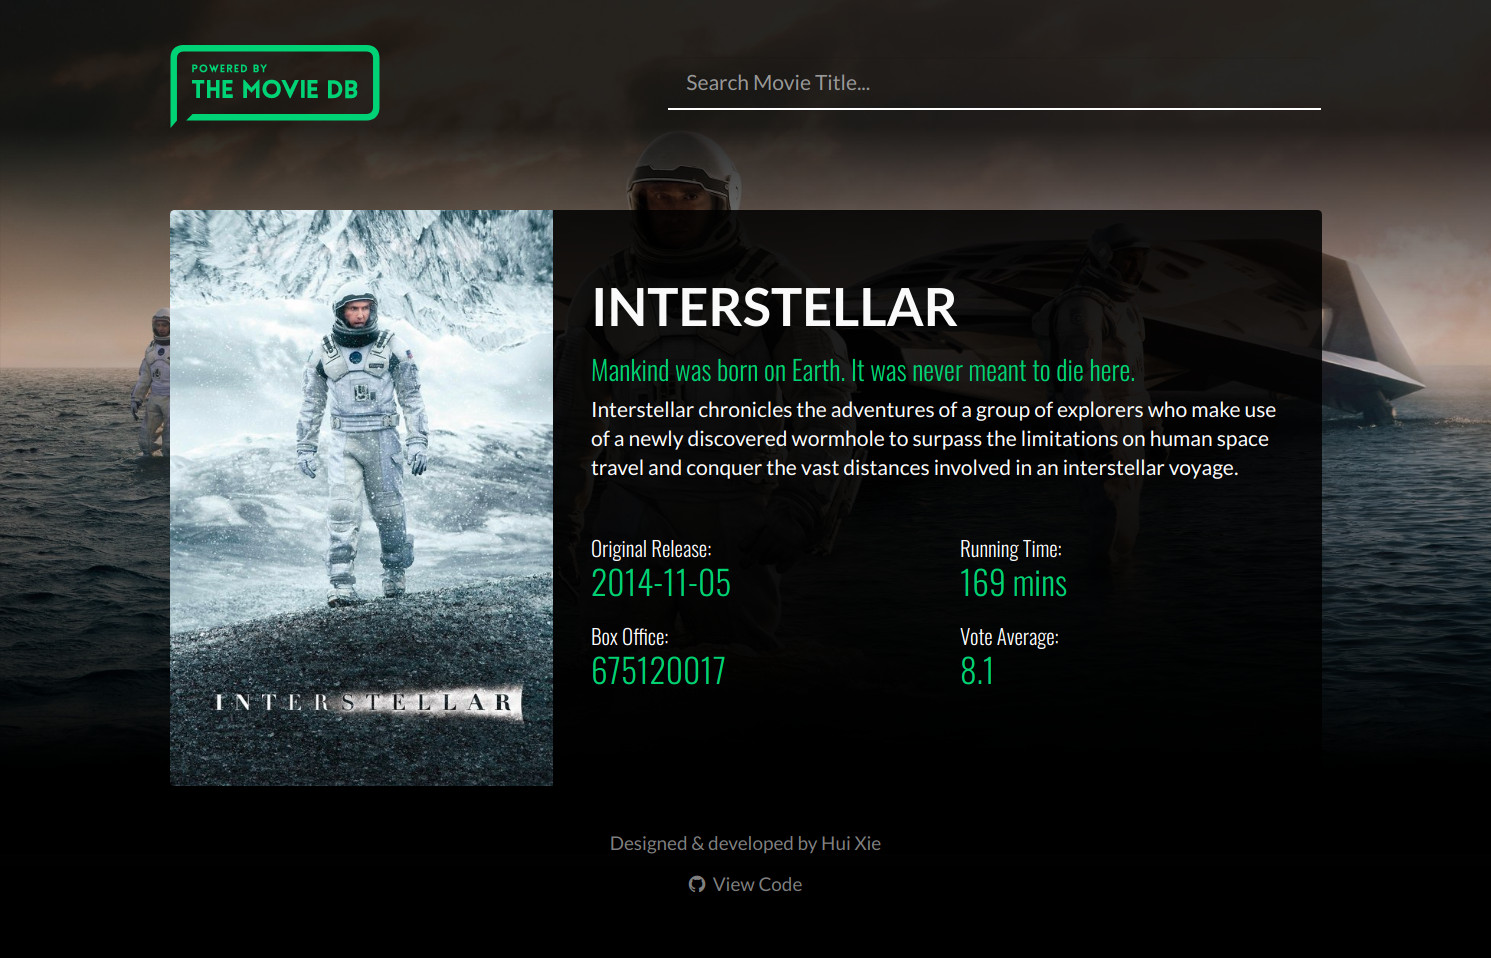 POWERED BY
THE MOVIE DB
Search Movie Title...
INTERSTELLAR
INTERSTELLAR
Mankind was born on Earth. It was never meant to die here.
Interstellar chronicles the adventures of a group of explorers who make use
of a newly discovered wormhole to surpass the limitations on human space
travel and conquer the vast distances involved in an interstellar voyage.
Original Release:
2014-11-05
Running Time:
169 mins
Box Office:
675120017
Vote Average:
8.1
Designed & developed by Hui Xie
View Code